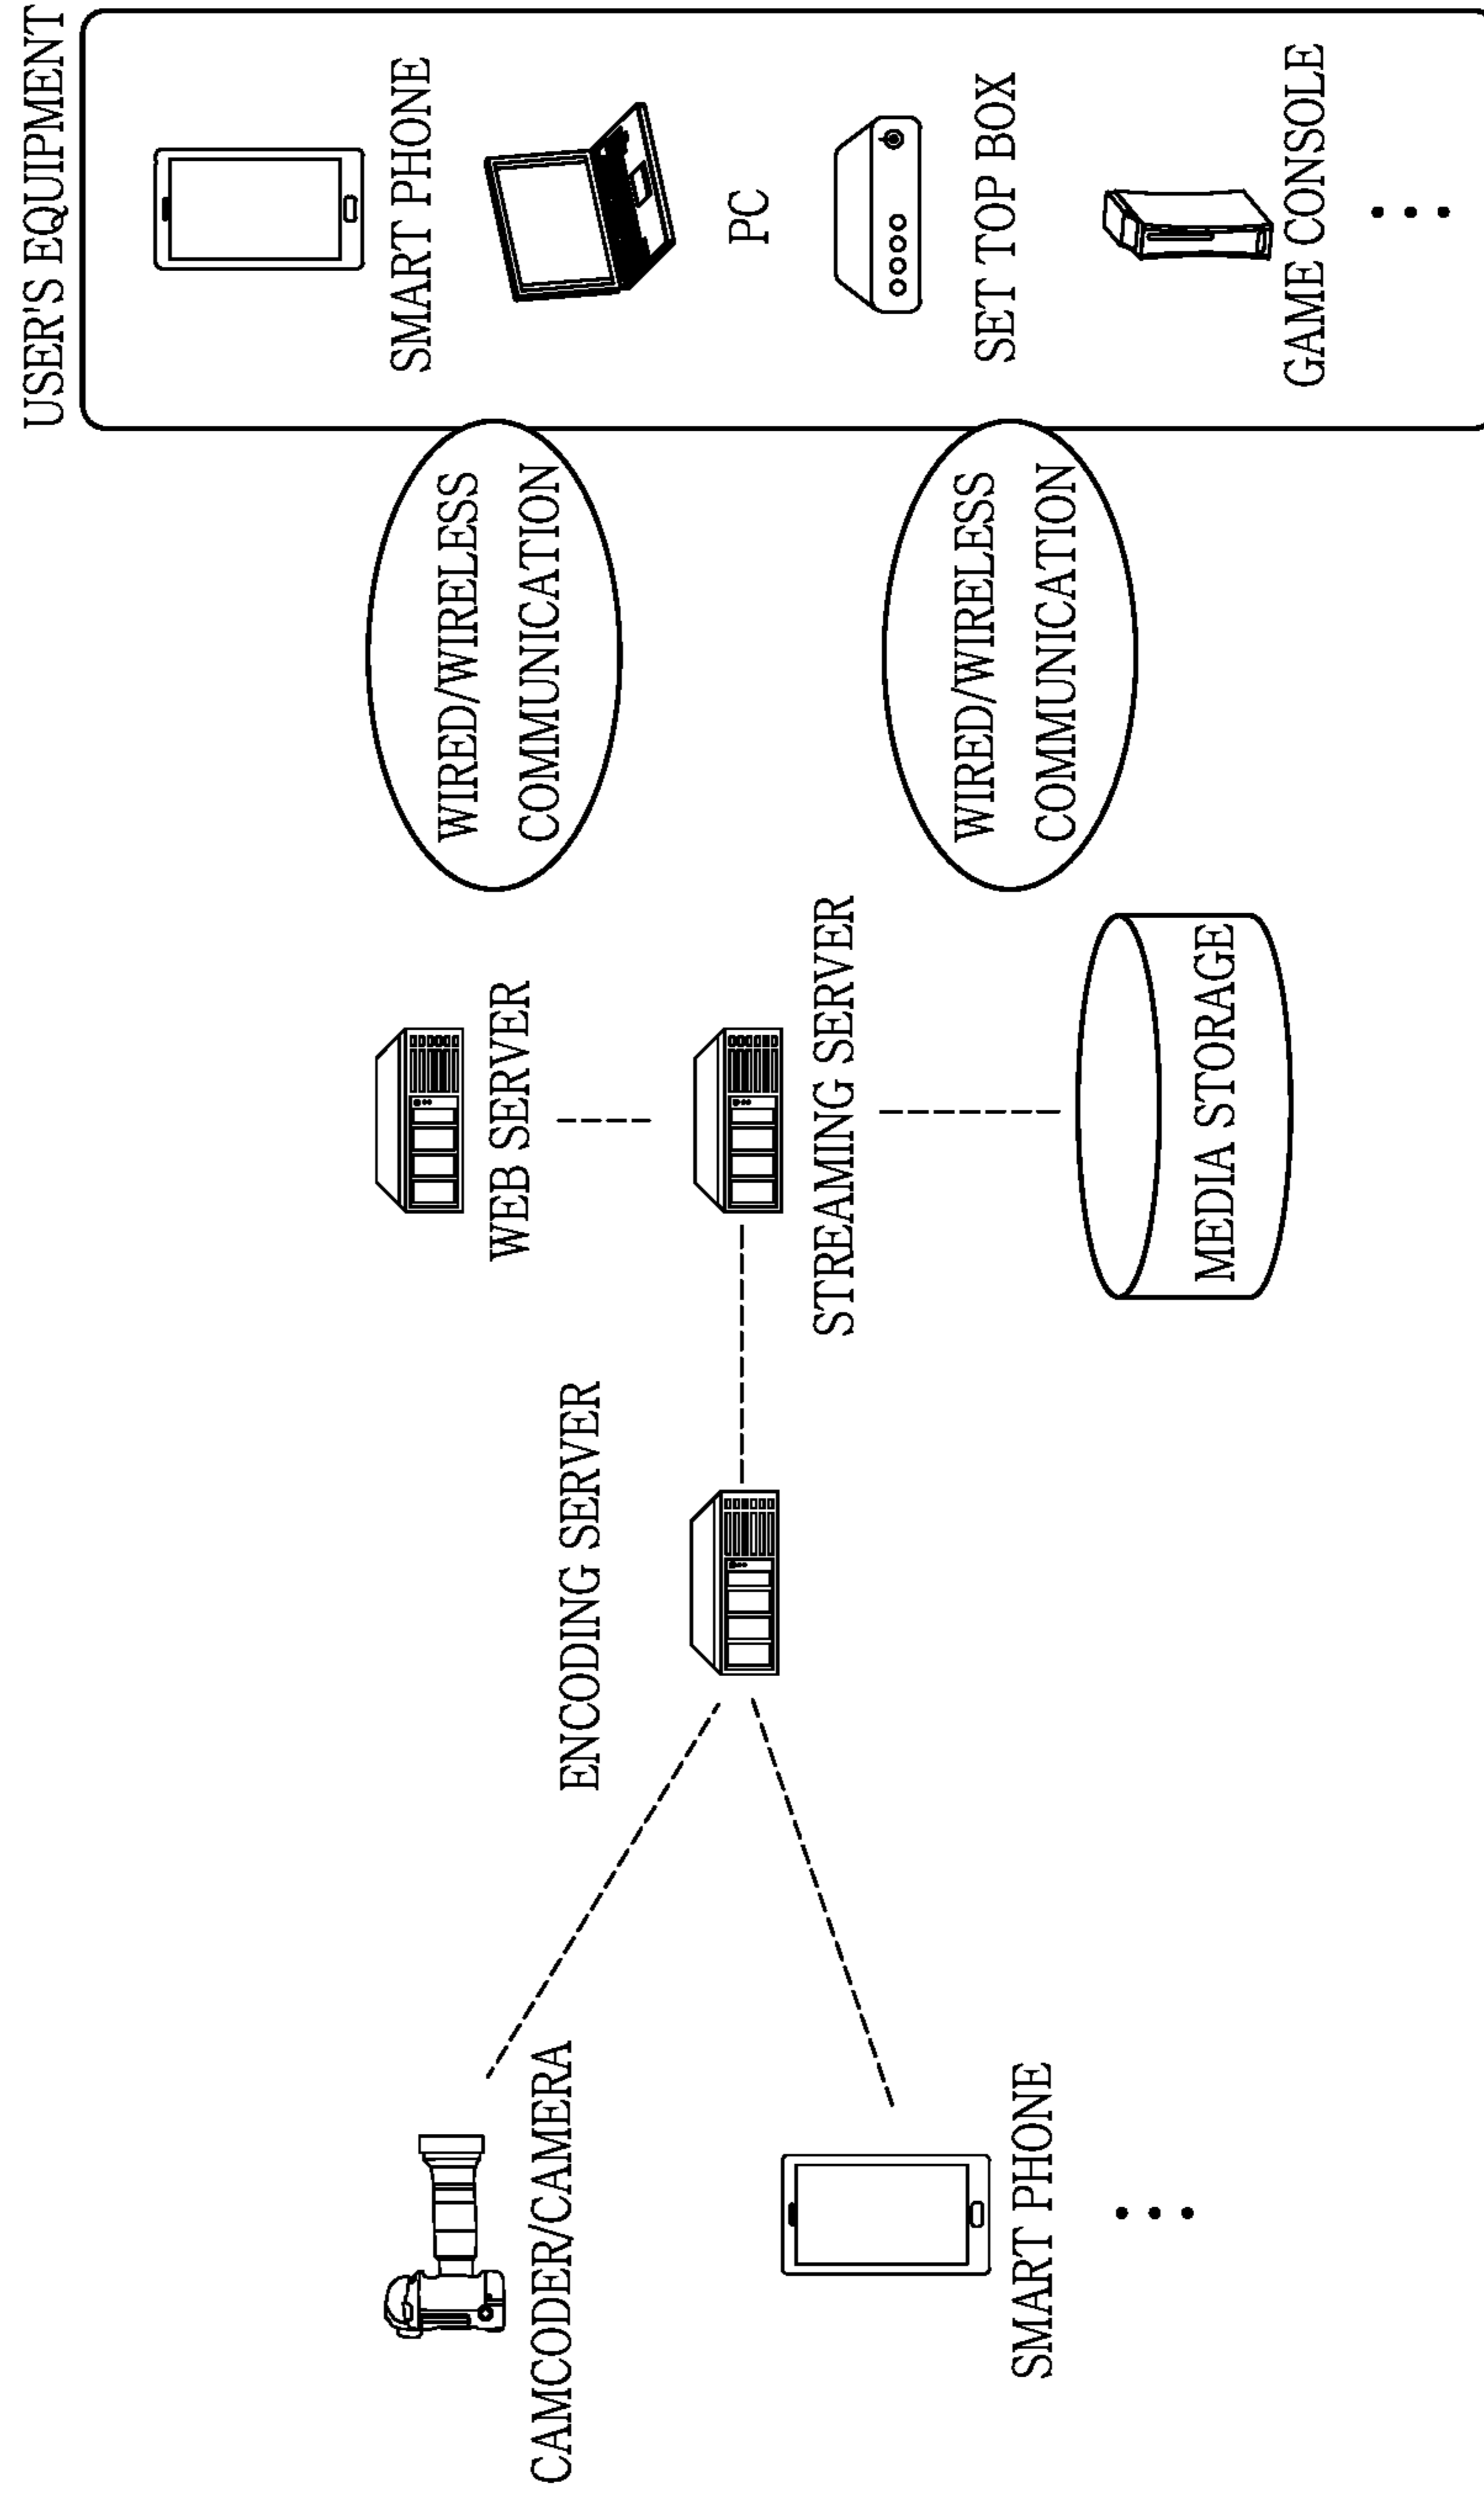 CAMCODER/CAMERA
SMART PHONE
ENCODING SERVER
WEB SERVER
STREAMING SERVER
MEDIA STORAGE
WIRED/WIRELESS
COMMUNICATION
WIRED/WIRELESS
COMMUNICATION
USER'S EQUIPMENT
SMART PHONE
PC
SET TOP BOX
GAME CONSOLE